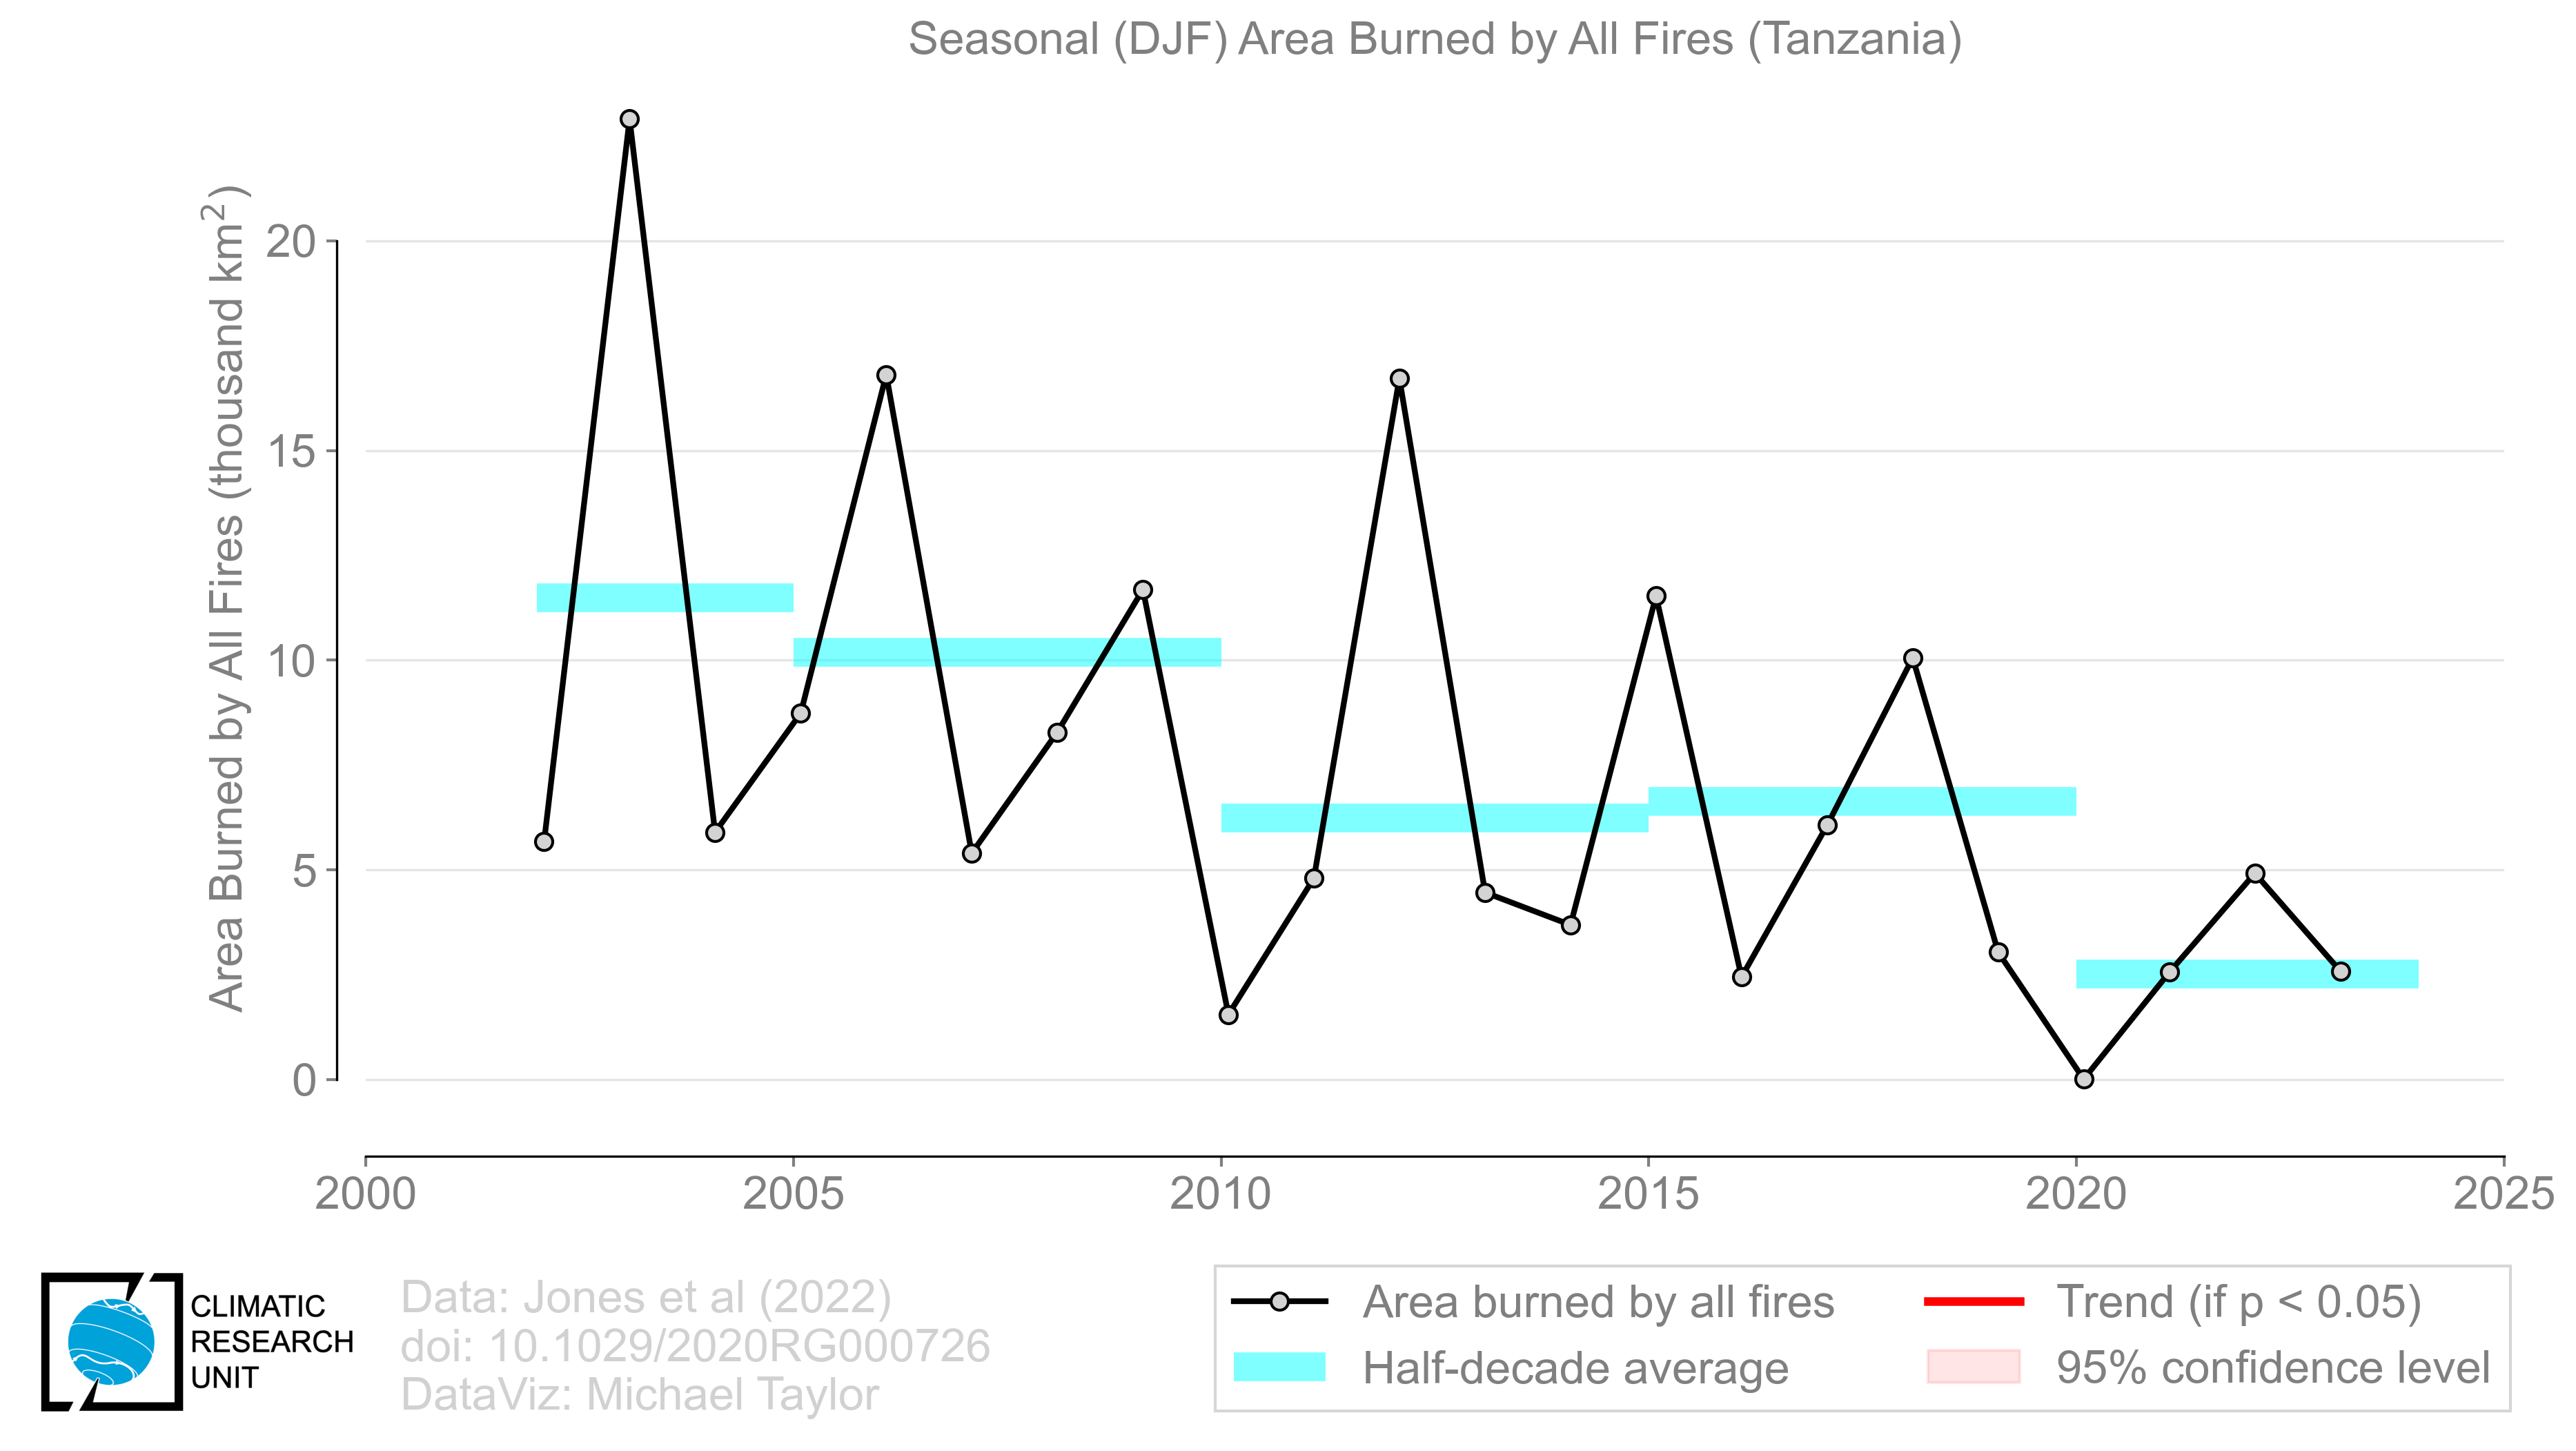 Seasonal (DJF) Area Burned by All Fires (Tanzania)
Area Burned by All Fires (thousand km²)
20
15
10
5
0
2000 2005 2010 2015 2020 2025
CLIMATIC
RESEARCH
UNIT
Data: Jones et al (2022)
doi: 10.1029/2020RG000726
DataViz: Michael Taylor
Area burned by all fires
Half-decade average
Trend (if p < 0.05)
95% confidence level